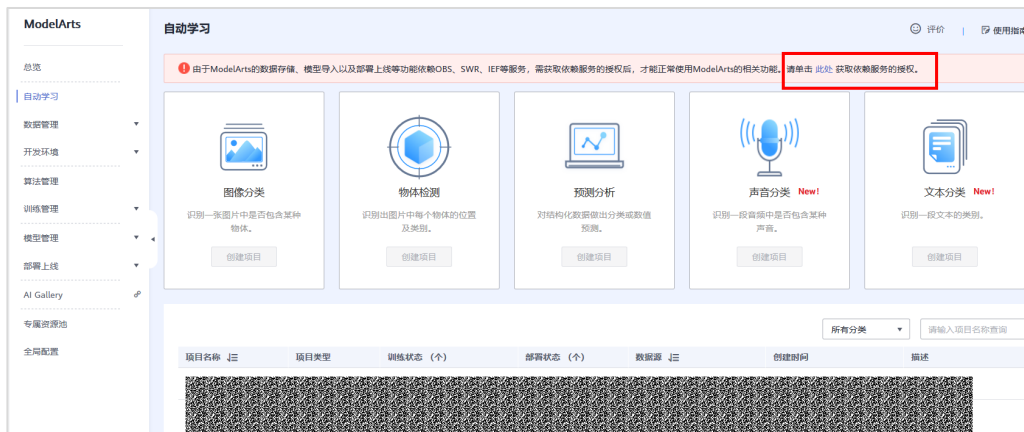 ModelArts
总览
自动学习
数据管理
开发环境
算法管理
训练管理
模型管理
部署上线
AI Gallery
专属资源池
全局配置
自动学习
评价 | 使用指南
由于ModelArts的数据存储、模型导入以及部署上线等功能依赖OBS、SWR、IEF等服务，需获取依赖服务的授权后，才能正常使用ModelArts的相关功能。请单击 此处 获取依赖服务的授权。
图像分类
识别一张图片中是否包含某种
物体。
创建项目
物体检测
识别出图片中每个物体的位置
及类别。
创建项目
预测分析
对结构化数据做出分类或数值
预测。
创建项目
声音分类 New!
识别一段音频中是否包含某种
声音。
创建项目
文本分类 New!
识别一段文本的类别。
创建项目
所有分类 请输入项目名称查询
项目名称 项目类型 训练状态（个） 部署状态（个） 数据源 创建时间 描述